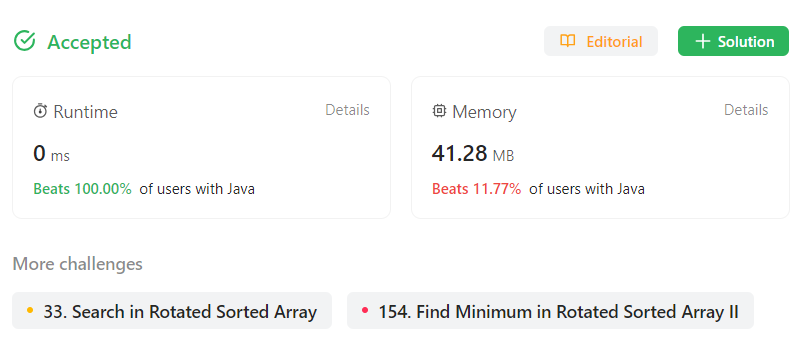 Accepted
Editorial
+ Solution
Runtime
Details
0 ms
Beats 100.00% of users with Java
Memory
Details
41.28 MB
Beats 11.77% of users with Java
More challenges
33. Search in Rotated Sorted Array
154. Find Minimum in Rotated Sorted Array II